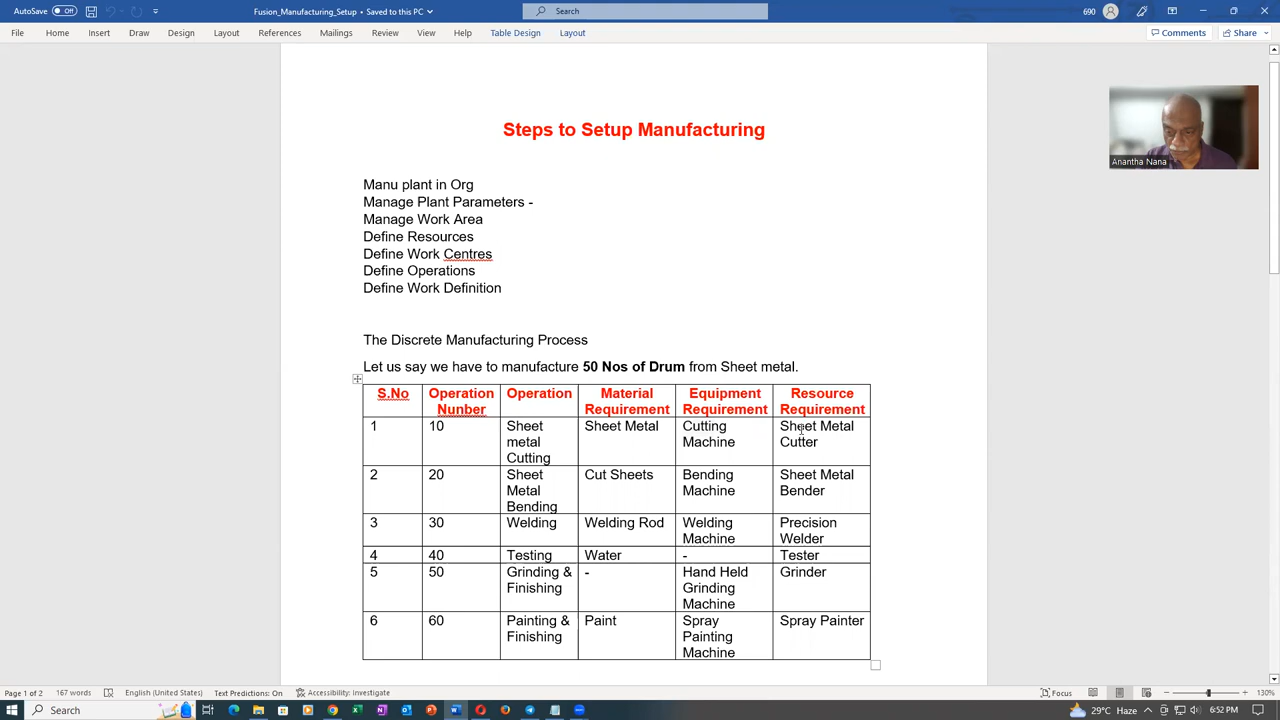 AutoSave Off Fusion_Manufacturing_Setup • Saved to this PC Search 690
File Home Insert Draw Design Layout References Mailings Review View Help Table Design Layout Comments Share
Steps to Setup Manufacturing
Manu plant in Org
Manage Plant Parameters -
Manage Work Area
Define Resources
Define Work Centres
Define Operations
Define Work Definition
The Discrete Manufacturing Process
Let us say we have to manufacture 50 Nos of Drum from Sheet metal.
S.No Operation Material Equipment Resource
Operation
Nunber Requirement Requirement Requirement
1 10 Sheet Sheet Metal Cutting Sheet Metal
metal Machine Cutter
Cutting
2 20 Sheet Cut Sheets Bending Sheet Metal
Metal Machine Bender
Bending
3 30 Welding Welding Rod Welding Precision
Machine Welder
4 40 Testing Water - Tester
5 50 Grinding & - Hand Held Grinder
Finishing Grinding
Machine
6 60 Painting & Paint Spray Spray Painter
Finishing Painting
Machine
Anantha Nana
Page 1 of 2 167 words English (United States) Text Predictions: On Accessibility: Investigate Focus 130%
Search 29°C Haze 6:52 PM